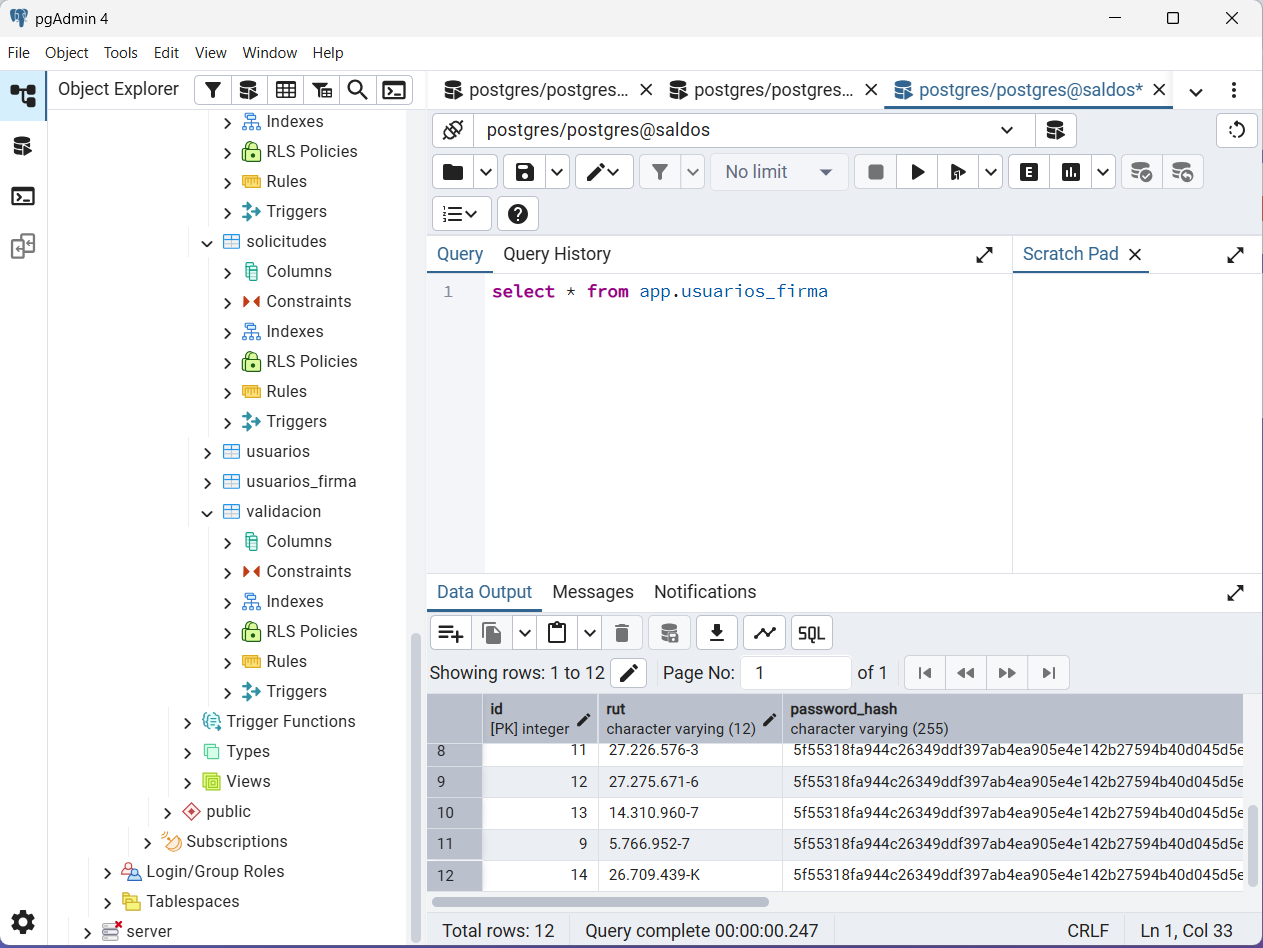 pgAdmin 4
File Object Tools Edit View Window Help
Object Explorer
Indexes
RLS Policies
Rules
Triggers
solicitudes
Columns
Constraints
Indexes
RLS Policies
Rules
Triggers
usuarios
usuarios_firma
validacion
Columns
Constraints
Indexes
RLS Policies
Rules
Triggers
Trigger Functions
Types
Views
public
Subscriptions
Login/Group Roles
Tablespaces
server
postgres/postgres... postgres/postgres... postgres/postgres@saldos*
postgres/postgres@saldos
No limit
E
Query Query History
Scratch Pad
1 select * from app.usuarios_firma
Data Output Messages Notifications
SQL
Showing rows: 1 to 12 Page No: 1 of 1
id rut password_hash
[PK] integer character varying (12) character varying (255)
8 11 27.226.576-3 5f55318fa944c26349ddf397ab4ea905e4e142b27594b40d045d5e
9 12 27.275.671-6 5f55318fa944c26349ddf397ab4ea905e4e142b27594b40d045d5e
10 13 14.310.960-7 5f55318fa944c26349ddf397ab4ea905e4e142b27594b40d045d5e
11 9 5.766.952-7 5f55318fa944c26349ddf397ab4ea905e4e142b27594b40d045d5e
12 14 26.709.439-K 5f55318fa944c26349ddf397ab4ea905e4e142b27594b40d045d5e
Total rows: 12 Query complete 00:00:00.247 CRLF Ln 1, Col 33